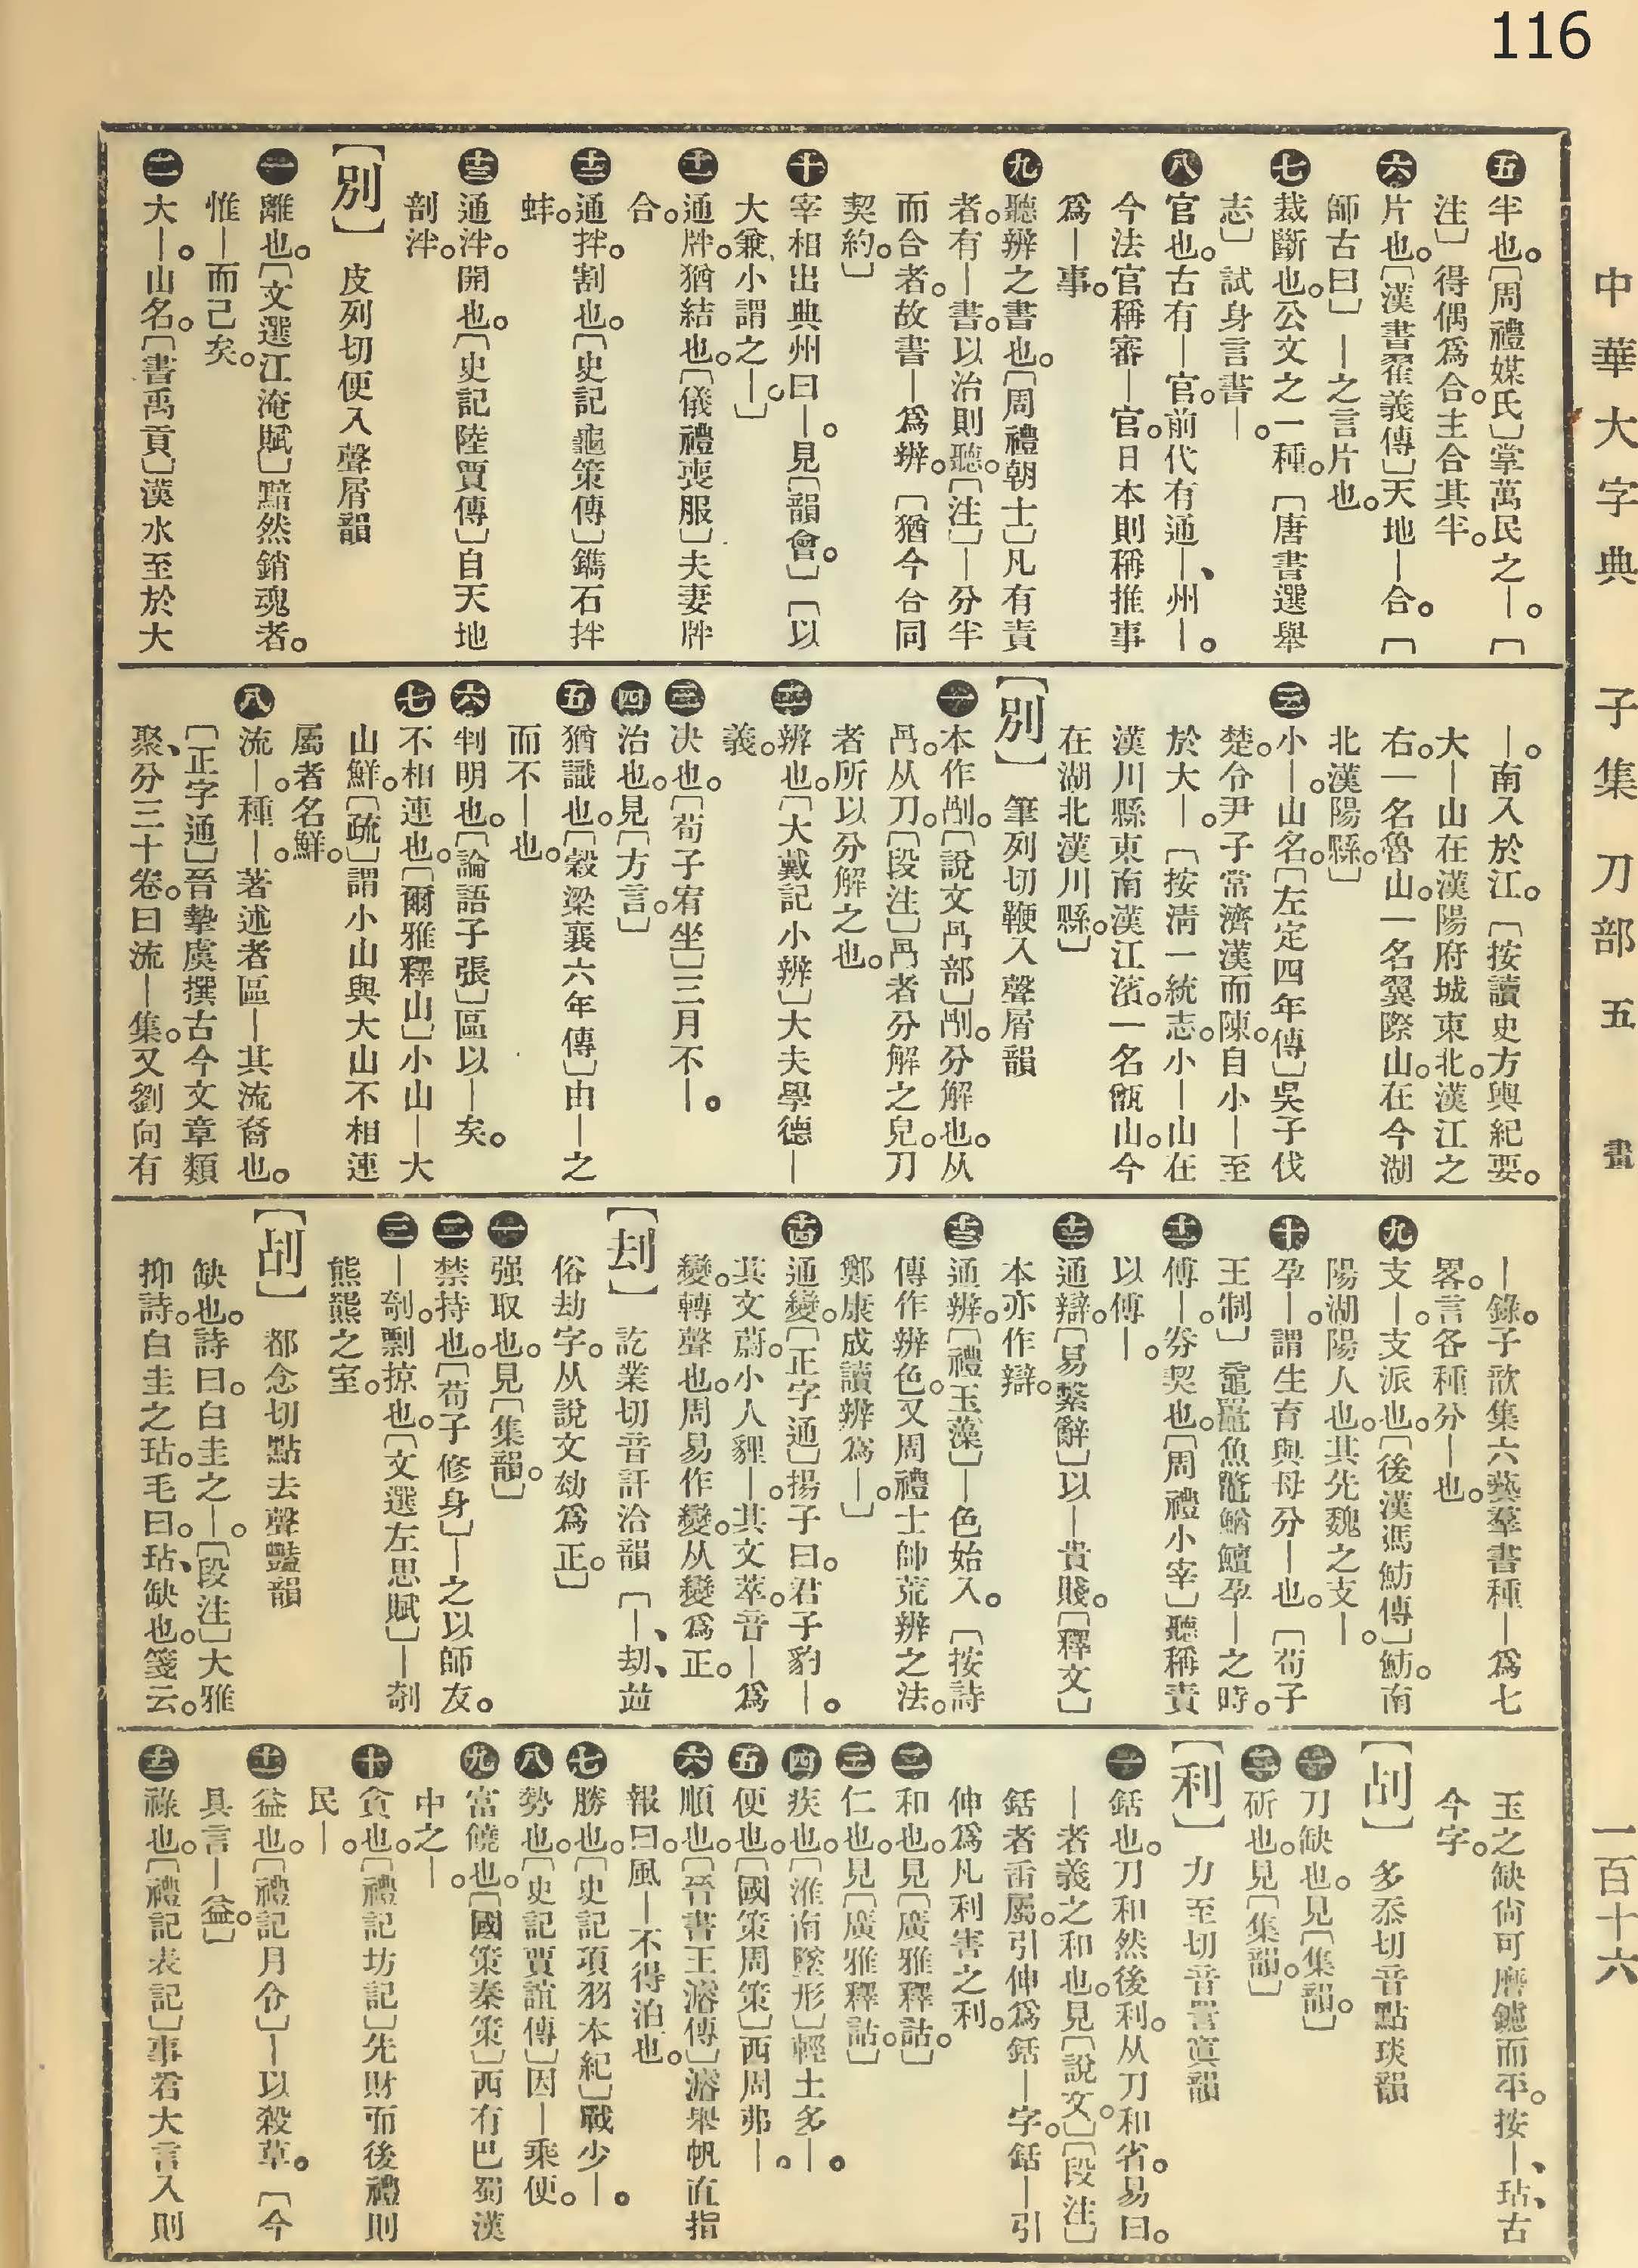 116
中華大字典 子集 刀部 五畫 一百十六
五 半也。〔周禮媒氏〕掌萬民之—。〔
注〕得偶爲合。主合其半。
六 片也。〔漢書翟義傳〕天地—合。〔
師古曰〕—之言片也。
七 裁斷也。公文之一種。〔唐書選舉
志〕試身言書—。
八 官也。古有—官。前代有通—、州—。
今法官稱審—官。日本則稱推事
爲—事。
九 聽辨之書也。〔周禮朝士〕凡有責
者。有—書。以治則聽。〔注〕—分半
而合者。故書—爲辨。〔猶今合同
契約。〕
十 宰相出典州曰—。見〔韻會。〕〔以
大兼小謂之—。〕
十一 通牉。猶結也。〔儀禮喪服〕夫妻牉
合。
十二 通拌。割也。〔史記龜策傳〕鐫石拌
蚌。
十三 通泮。開也。〔史記陸賈傳〕自天地
剖泮。
〔別〕 皮列切便入聲屑韻
一 離也。〔文選江淹賦〕黯然銷魂者。
惟—而已矣。
二 大—。山名。〔書禹貢〕漢水至於大
—。南入於江。〔按讀史方輿紀要。
大—山在漢陽府城東北。漢江之
右。一名魯山。一名翼際山。在今湖
北漢陽縣。〕
三 小—。山名。〔左定四年傳〕吳子伐
楚。令尹子常濟漢而陳。自小—至
於大—。〔按淸一統志。小—山在
漢川縣東南漢江濱。一名甑山。今
在湖北漢川縣。〕
〔別〕 筆列切鞭入聲屑韻
一 本作𠛰。〔說文冎部〕𠛰。分解也。从
冎。从刀。〔段注〕冎者分解之皃。刀
者所以分解之也。
二 辨也。〔大戴記小辨〕大夫學德—
義。
三 决也。〔荀子宥坐〕三月不—。
四 治也。見〔方言。〕
五 猶識也。〔穀梁襄六年傳〕由—之
而不—也。
六 判明也。〔論語子張〕區以—矣。
七 不相連也。〔爾雅釋山〕小山—大
山鮮。〔疏〕謂小山與大山不相連
屬者名鮮。
八 流—。種—。著述者區—其流裔也。
〔正字通〕晉摯虞撰古今文章類
聚、分三十卷。曰流—集。又劉向有
—錄。子歆集六藝羣書種—爲七
畧。言各種分—也。
九 支—。支派也。〔後漢馮魴傳〕魴。南
陽湖陽人也。其先魏之支—。
十 孕—。謂生育與母分—也。〔荀子
王制〕黿鼉魚鼈鰌鱣孕—之時。
十一 傅—。券契也。〔周禮小宰〕聽稱責
以傅—。
十二 通辯。〔易繫辭〕以—貴賤。〔釋文〕
本亦作辯。
十三 通辨。〔禮玉藻〕—色始入。〔按詩
傳作辨色。又周禮士師荒辨之法。
鄭康成讀辨爲—。〕
十四 通變。〔正字通〕揚子曰。君子豹—。
其文蔚。小人貍—。其文萃。音—爲
變。轉聲也。周易作變。从變爲正。
〔刦〕 訖業切音訐洽韻〔—、刼、竝
俗劫字。从說文劫爲正。〕
一 强取也。見〔集韻。〕
二 禁持也。〔荀子修身〕—之以師友。
三 —剞。剽掠也。〔文選左思賦〕—剞
熊羆之室。
〔㓠〕 都念切點去聲豔韻
缺也。詩曰。白圭之—。〔段注〕大雅
抑詩。白圭之玷。毛曰。玷、缺也。箋云。
玉之缺尙可磨鑢而平。按—、玷、古
今字。
〔㓠〕 多忝切音點琰韻
一 刀缺也。見〔集韻。〕
二 斫也。見〔集韻。〕
〔利〕 力至切音詈寘韻
一 銛也。刀和然後利。从刀和省。易曰。
—者義之和也。見〔說文。〕〔段注〕
銛者臿屬。引伸爲銛—字。銛—引
伸爲凡利害之利。
二 和也。見〔廣雅釋詁。〕
三 仁也。見〔廣雅釋詁。〕
四 疾也。〔淮南墬形〕輕土多—。
五 便也。〔國策周策〕西周弗—。
六 順也。〔晉書王濬傳〕濬舉帆直指
報曰。風—不得泊也。
七 勝也。〔史記項羽本紀〕戰少—。
八 勢也。〔史記賈誼傳〕因—乘便。
九 富饒也。〔國策秦策〕西有巴蜀漢
中之—。
十 貪也。〔禮記坊記〕先財而後禮則
民—。
十一 益也。〔禮記月令〕—以殺草。〔今
具言—益。〕
十二 祿也。〔禮記表記〕事君大言入則